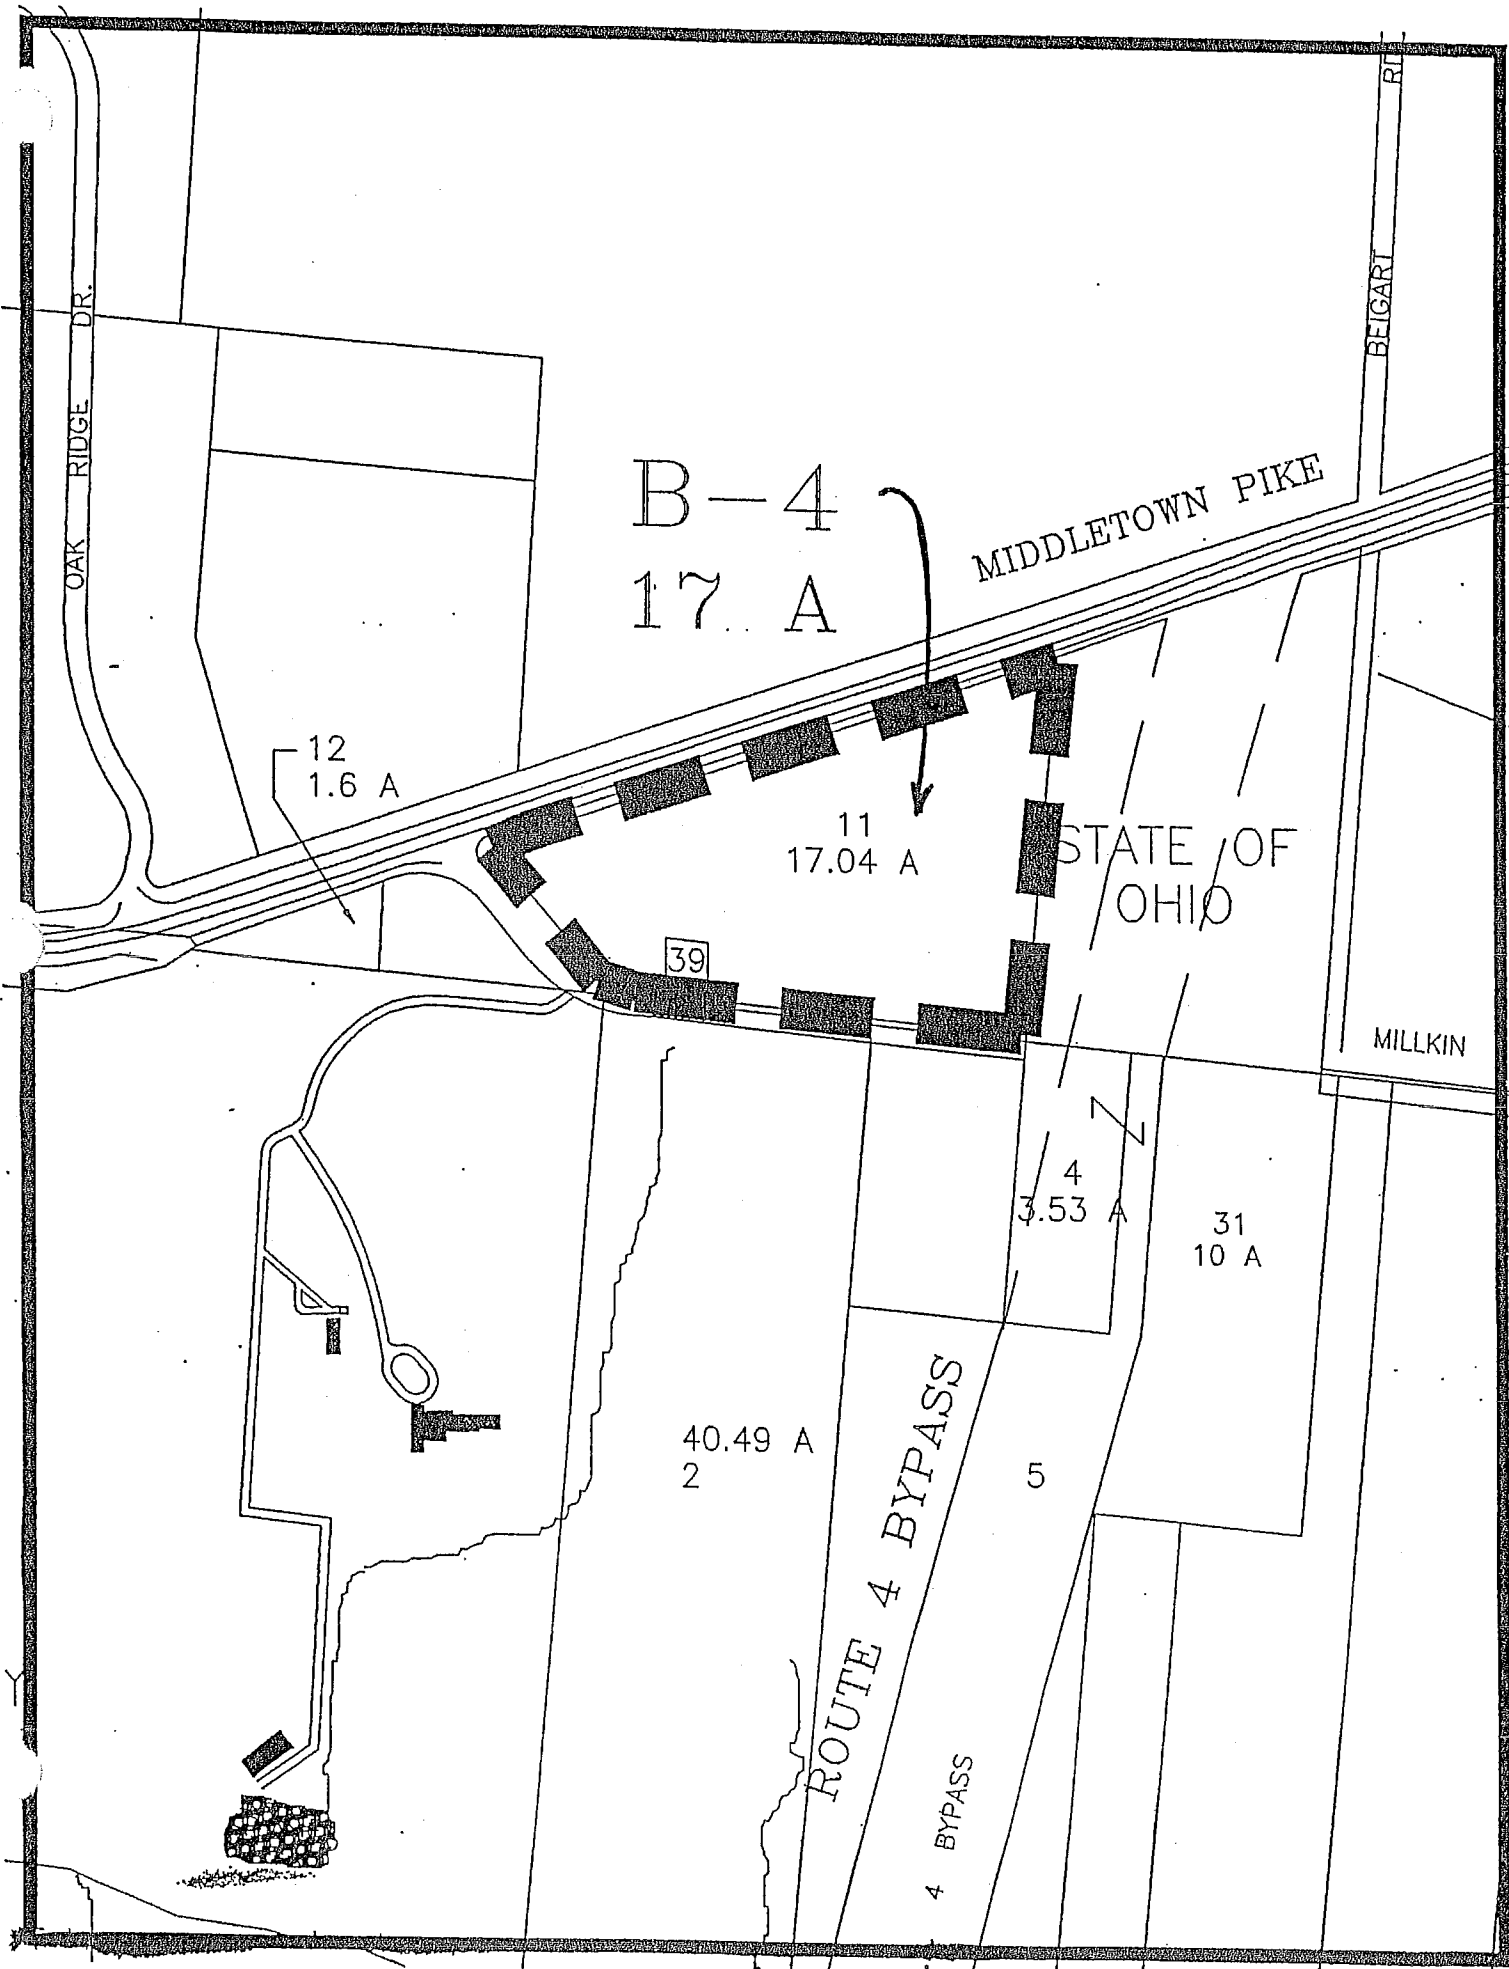 RD
BEIGART
OAK RIDGE DR.
B-4
17 A
MIDDLETOWN PIKE
12
1.6 A
11
17.04 A
STATE OF
OHIO
39
MILLKIN
Z
4
3.53 A
31
10 A
40.49 A
2
5
ROUTE 4 BYPASS
4 BYPASS
Y